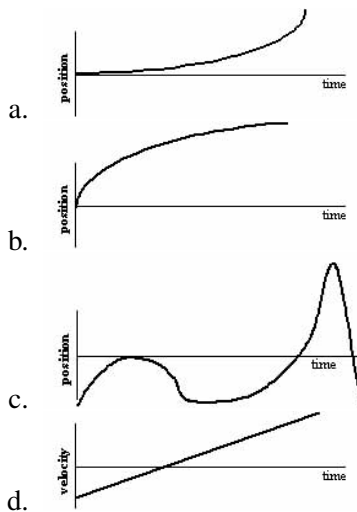 position
time
a.
position
time
b.
position
time
c.
velocity
time
d.